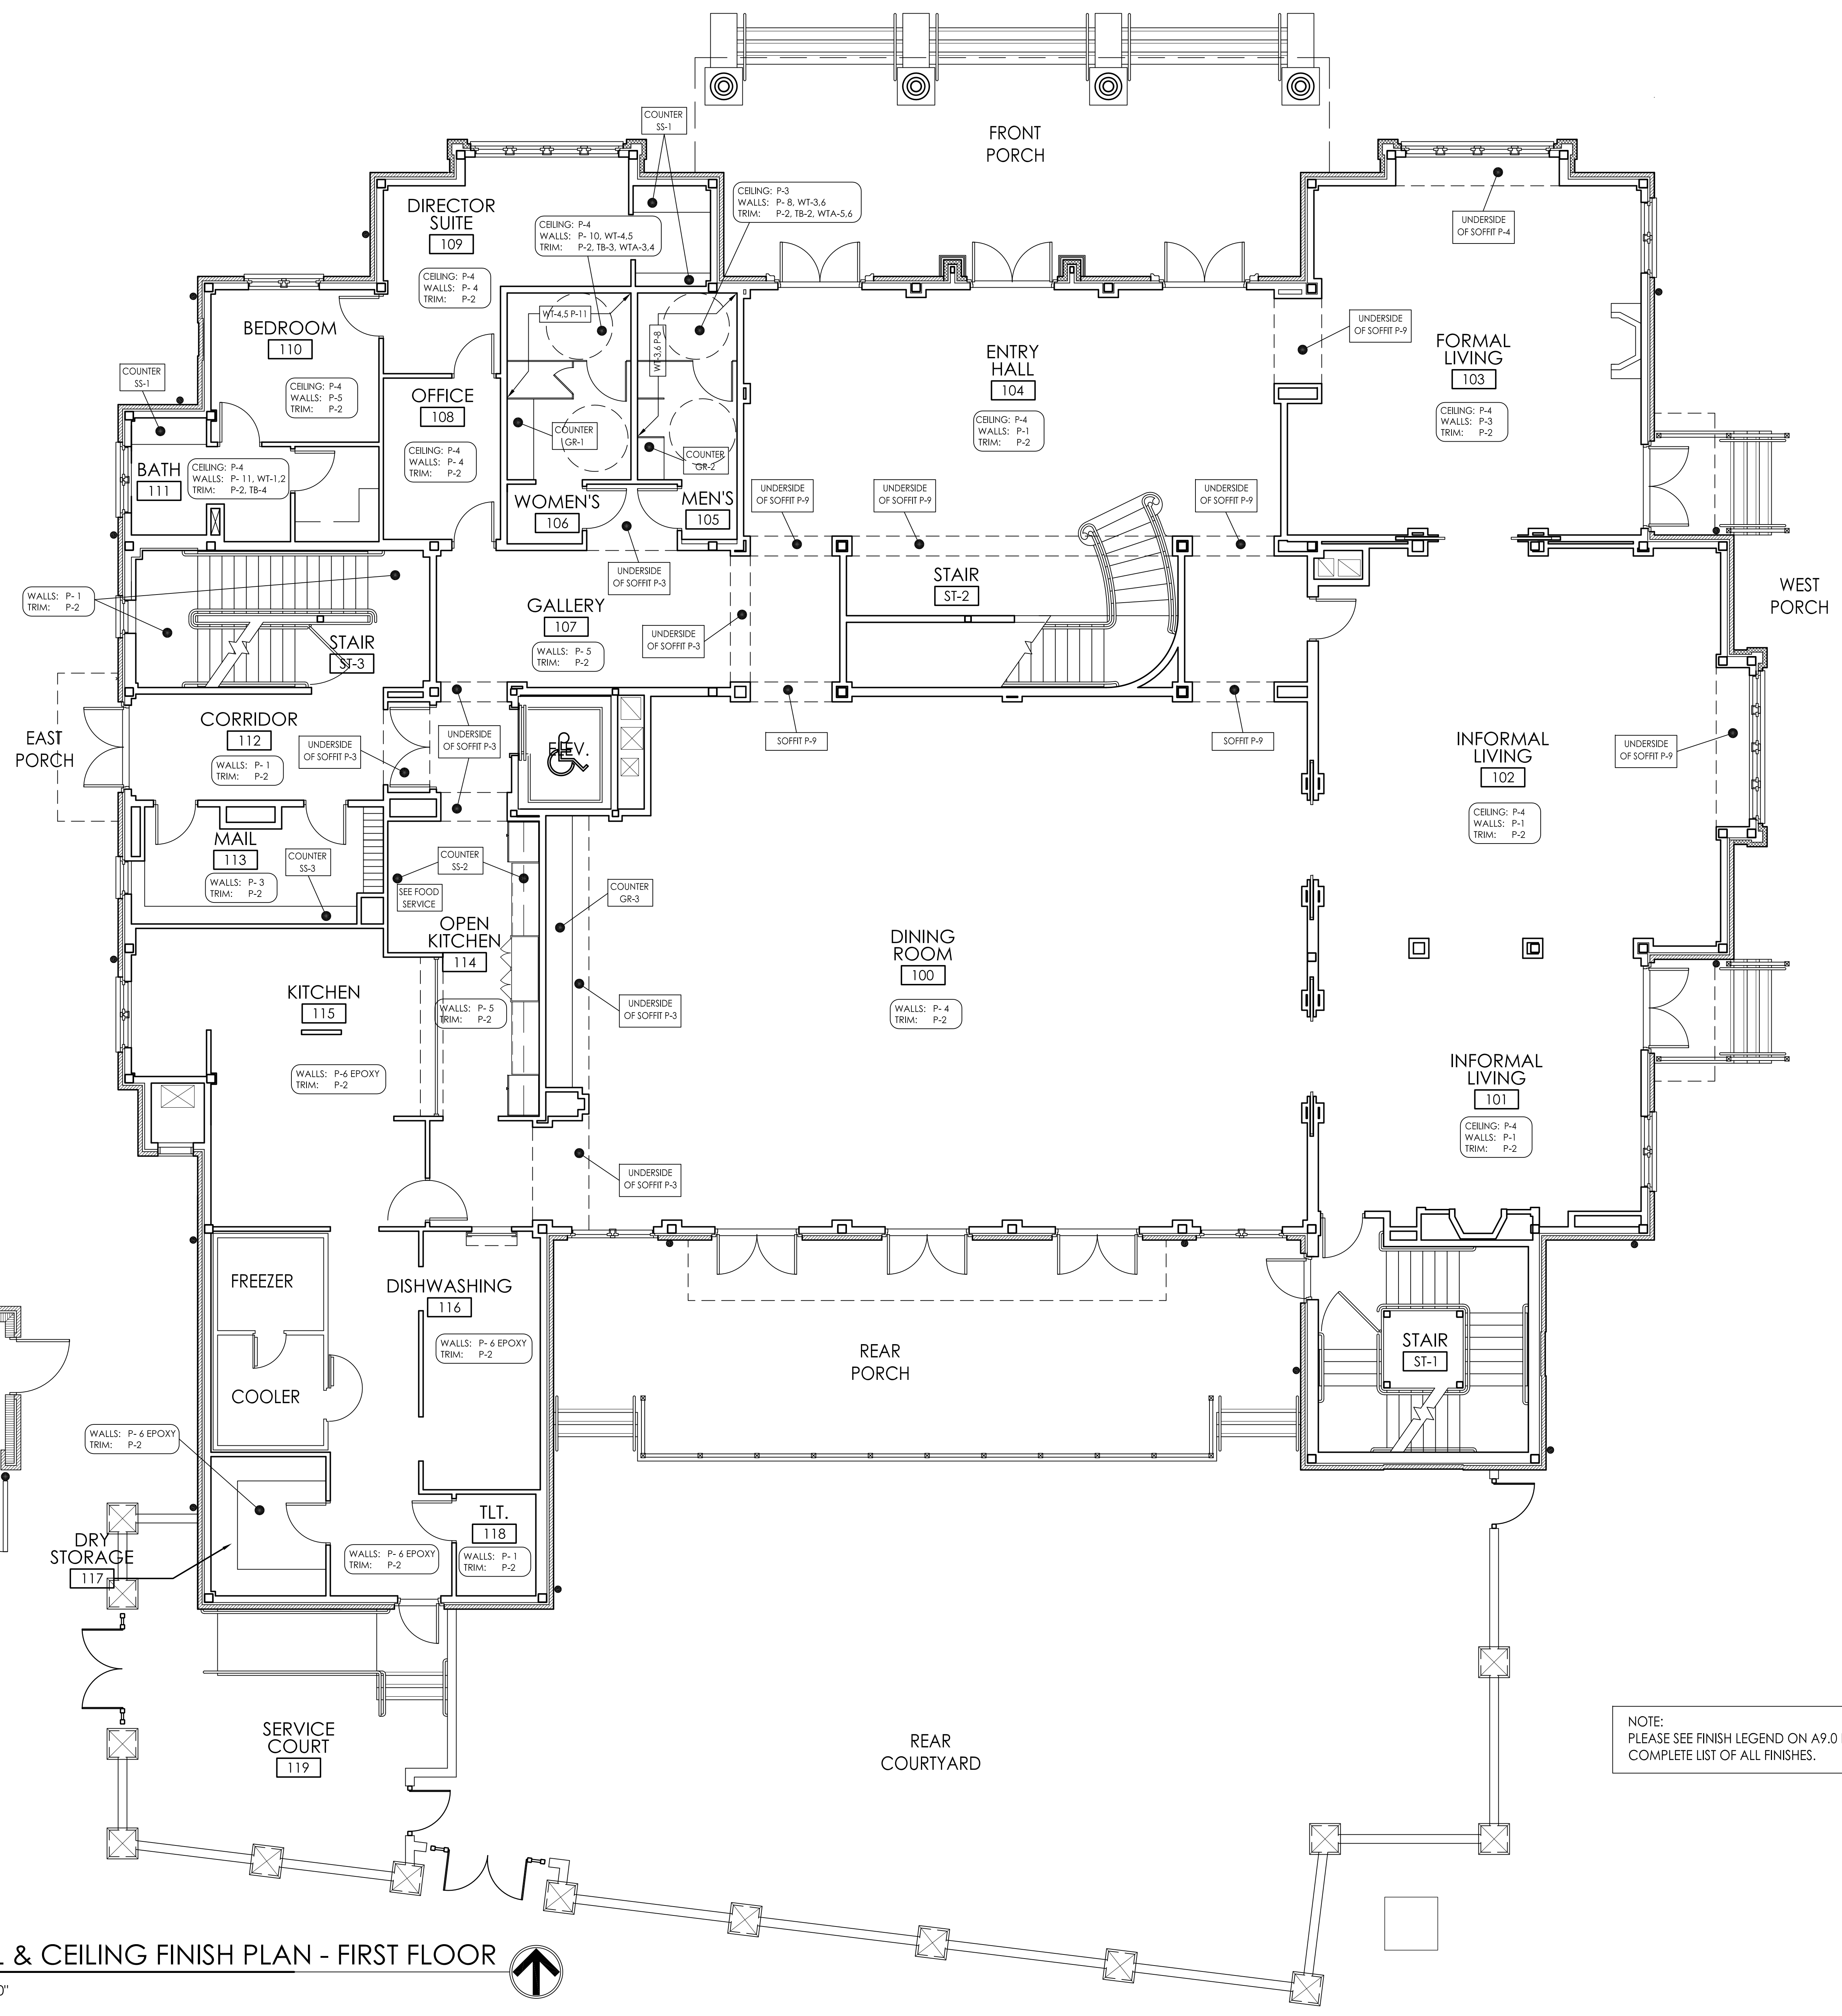 FRONT
PORCH
COUNTER
SS-1
CEILING: P-3
WALLS: P- 8, WT-3,6
TRIM: P-2, TB-2, WTA-5,6
DIRECTOR
SUITE
109
CEILING: P-4
WALLS: P- 10, WT-4,5
TRIM: P-2, TB-3, WTA-3,4
CEILING: P-4
WALLS: P- 4
TRIM: P-2
UNDERSIDE
OF SOFFIT P-4
BEDROOM
110
CEILING: P-4
WALLS: P-5
TRIM: P-2
WT-4,5 P-11
WT-3,6 P-8
UNDERSIDE
OF SOFFIT P-9
FORMAL
LIVING
103
CEILING: P-4
WALLS: P-3
TRIM: P-2
ENTRY
HALL
104
CEILING: P-4
WALLS: P-1
TRIM: P-2
COUNTER
SS-1
OFFICE
108
CEILING: P-4
WALLS: P- 4
TRIM: P-2
COUNTER
GR-1
COUNTER
GR-2
BATH
111
CEILING: P-4
WALLS: P- 11, WT-1,2
TRIM: P-2, TB-4
WOMEN'S
106
MEN'S
105
UNDERSIDE
OF SOFFIT P-9
UNDERSIDE
OF SOFFIT P-9
UNDERSIDE
OF SOFFIT P-9
UNDERSIDE
OF SOFFIT P-3
STAIR
ST-2
WEST
PORCH
WALLS: P- 1
TRIM: P-2
STAIR
ST-3
GALLERY
107
WALLS: P- 5
TRIM: P-2
UNDERSIDE
OF SOFFIT P-3
EAST
PORCH
CORRIDOR
112
WALLS: P- 1
TRIM: P-2
UNDERSIDE
OF SOFFIT P-3
UNDERSIDE
OF SOFFIT P-3
ELEV.
SOFFIT P-9
SOFFIT P-9
INFORMAL
LIVING
102
CEILING: P-4
WALLS: P-1
TRIM: P-2
UNDERSIDE
OF SOFFIT P-9
MAIL
113
WALLS: P- 3
TRIM: P-2
COUNTER
SS-3
COUNTER
SS-2
SEE FOOD
SERVICE
COUNTER
GR-3
OPEN
KITCHEN
114
WALLS: P- 5
TRIM: P-2
DINING
ROOM
100
WALLS: P- 4
TRIM: P-2
KITCHEN
115
WALLS: P-6 EPOXY
TRIM: P-2
UNDERSIDE
OF SOFFIT P-3
INFORMAL
LIVING
101
CEILING: P-4
WALLS: P-1
TRIM: P-2
UNDERSIDE
OF SOFFIT P-3
FREEZER
COOLER
DISHWASHING
116
WALLS: P- 6 EPOXY
TRIM: P-2
REAR
PORCH
STAIR
ST-1
WALLS: P- 6 EPOXY
TRIM: P-2
DRY
STORAGE
117
WALLS: P- 6 EPOXY
TRIM: P-2
TLT.
118
WALLS: P- 1
TRIM: P-2
SERVICE
COURT
119
REAR
COURTYARD
NOTE:
PLEASE SEE FINISH LEGEND ON A9.0
COMPLETE LIST OF ALL FINISHES.
& CEILING FINISH PLAN - FIRST FLOOR
0"